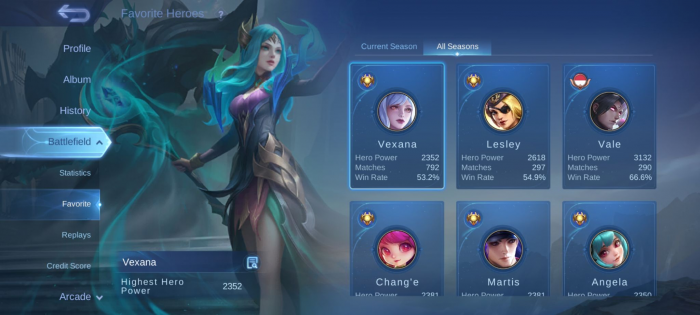 Favorite Heroes ?
Profile
Album
History
Battlefield
Statistics
Favorite
Replays
Credit Score
Arcade
Vexana
Highest Hero Power 2352
Current Season
All Seasons
Vexana
Hero Power 2352
Matches 792
Win Rate 53.2%
Lesley
Hero Power 2618
Matches 297
Win Rate 54.9%
Vale
Hero Power 3132
Matches 290
Win Rate 66.6%
Chang'e
Hero Power 2381
Martis
Hero Power 2381
Angela
Hero Power 2350